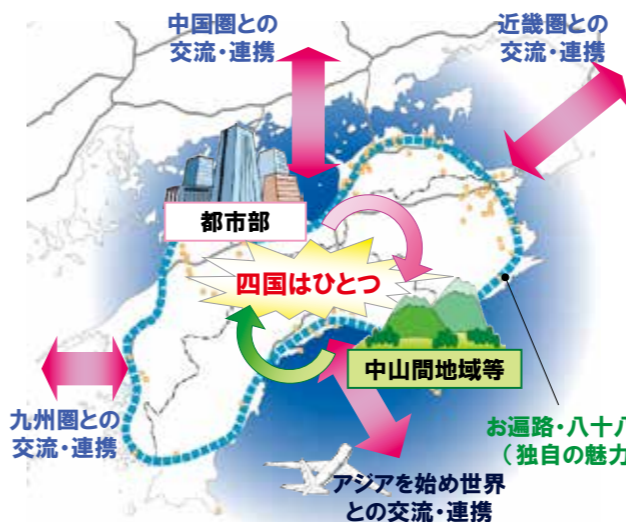 中国圏との
交流・連携
近畿圏との
交流・連携
都市部
四国はひとつ
中山間地域等
九州圏との
交流・連携
お遍路・八十八
（独自の魅力
アジアを始め世界
との交流・連携